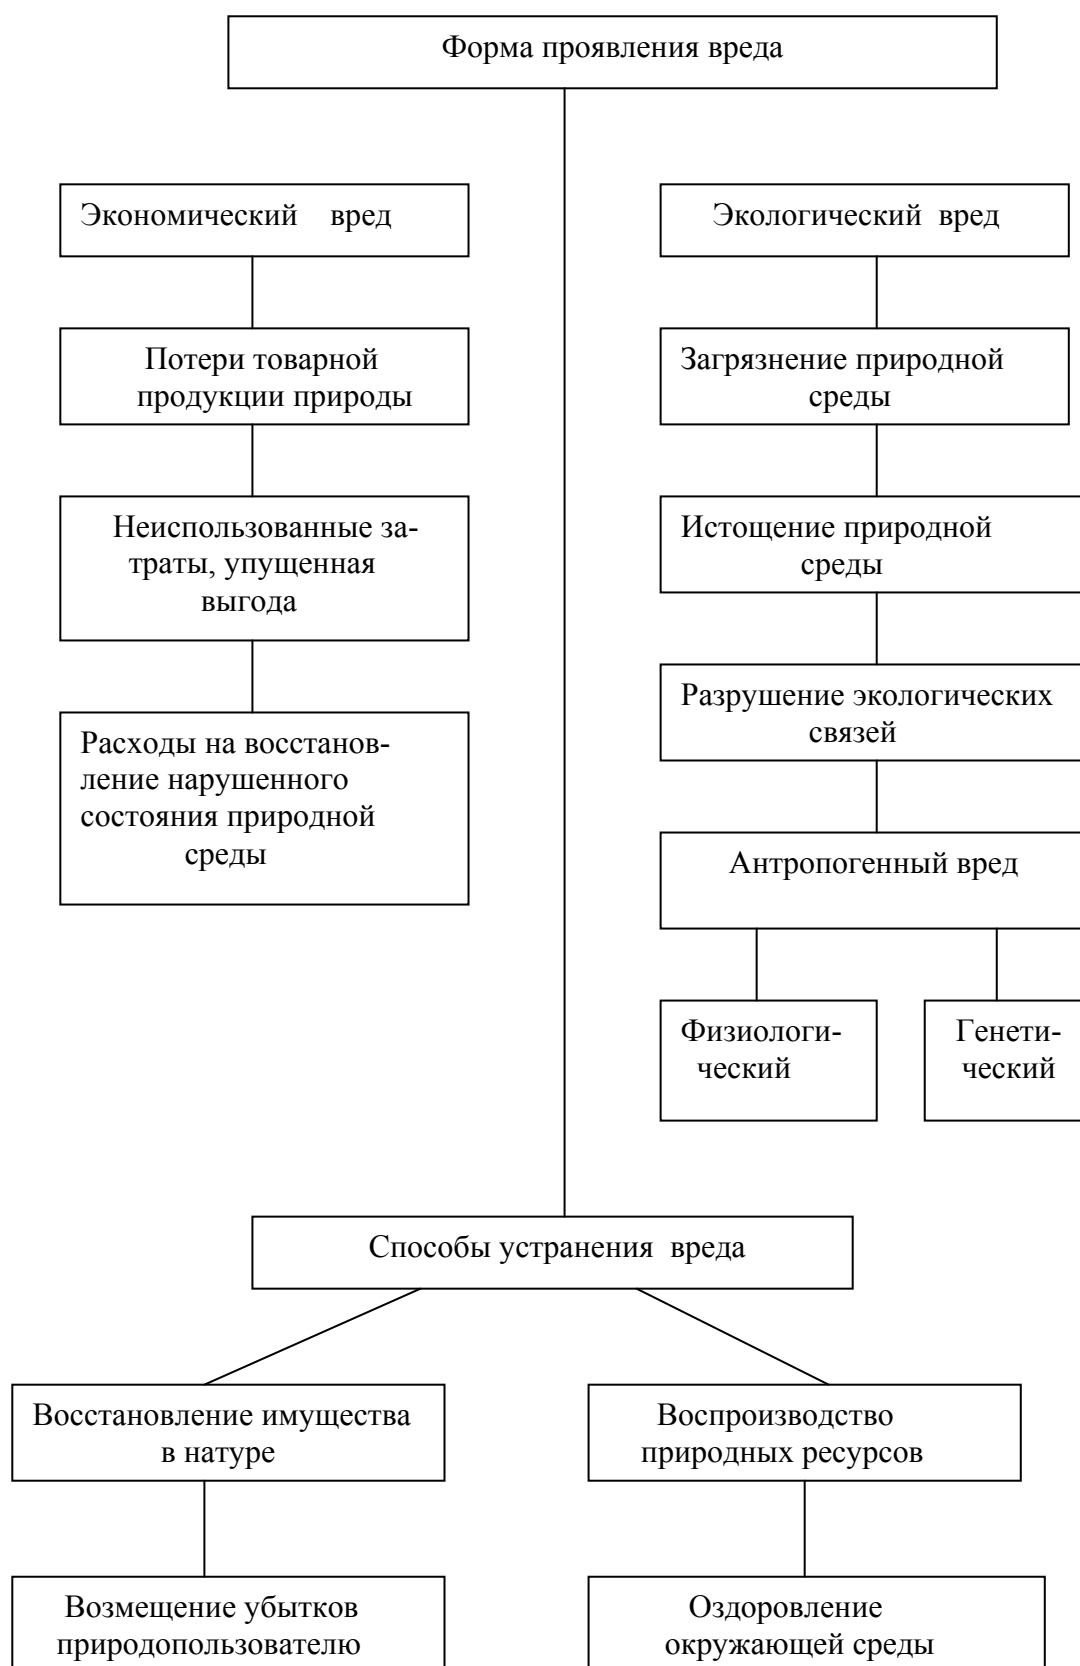 Форма проявления вреда
Экономический вред
Потери товарной
продукции природы
Неиспользованные за-
траты, упущенная
выгода
Расходы на восстанов-
ление нарушенного
состояния природной
среды
Экологический вред
Загрязнение природной
среды
Истощение природной
среды
Разрушение экологических
связей
Антропогенный вред
Физиологи-
ческий
Генети-
ческий
Способы устранения вреда
Восстановление имущества
в натуре
Возмещение убытков
природопользователю
Воспроизводство
природных ресурсов
Оздоровление
окружающей среды